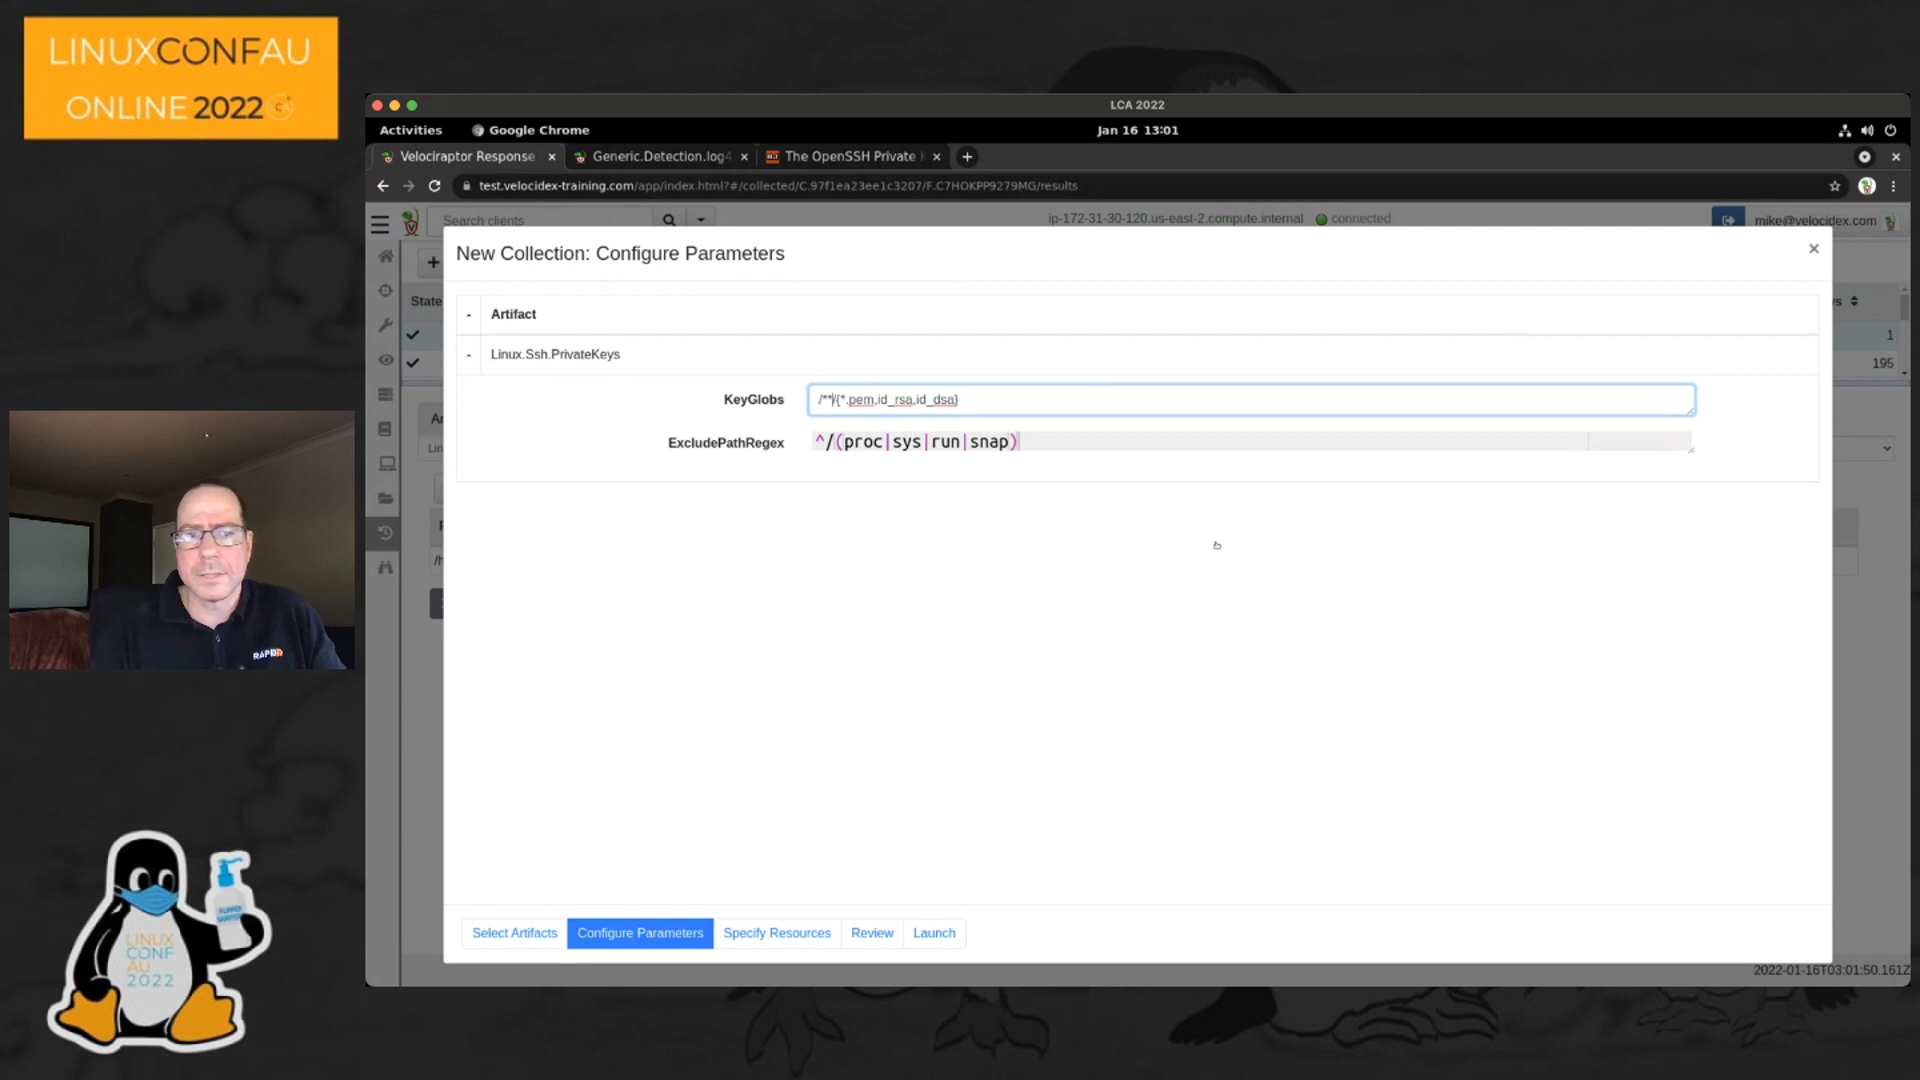 LINUXCONFAU
ONLINE 2022
LCA 2022
Activities
Google Chrome
Jan 16 13:01
Velociraptor Response
Generic.Detection.log4
The OpenSSH Private
test.velocidex-training.com/app/index.html?#/collected/C.97f1ea23ee1c3207/F.C7HOKPP9279MG/results
Search clients
ip-172-31-30-120.us-east-2.compute.internal
connected
mike@velocidex.com
New Collection: Configure Parameters
State
- Artifact
1
- Linux.Ssh.PrivateKeys
195
KeyGlobs
/**/{*.pem,id_rsa,id_dsa}
ExcludePathRegex
^/(proc|sys|run|snap)
Select Artifacts
Configure Parameters
Specify Resources
Review
Launch
2022-01-16T03:01:50.161Z
LINUX
CONF
AU
2022